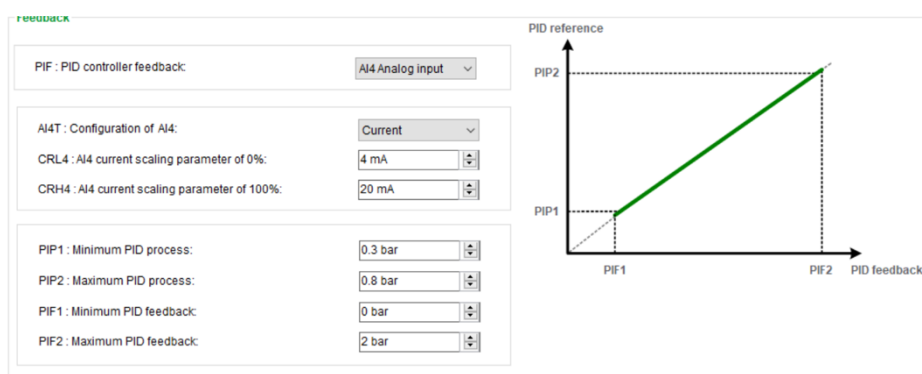 Feedback
PIF : PID controller feedback:
AI4 Analog input
AI4T : Configuration of AI4:
Current
CRL4 : AI4 current scaling parameter of 0%:
4 mA
CRH4 : AI4 current scaling parameter of 100%:
20 mA
PIP1 : Minimum PID process:
0.3 bar
PIP2 : Maximum PID process:
0.8 bar
PIF1 : Minimum PID feedback:
0 bar
PIF2 : Maximum PID feedback:
2 bar
PID reference
PIP2
PIP1
PIF1
PIF2
PID feedback